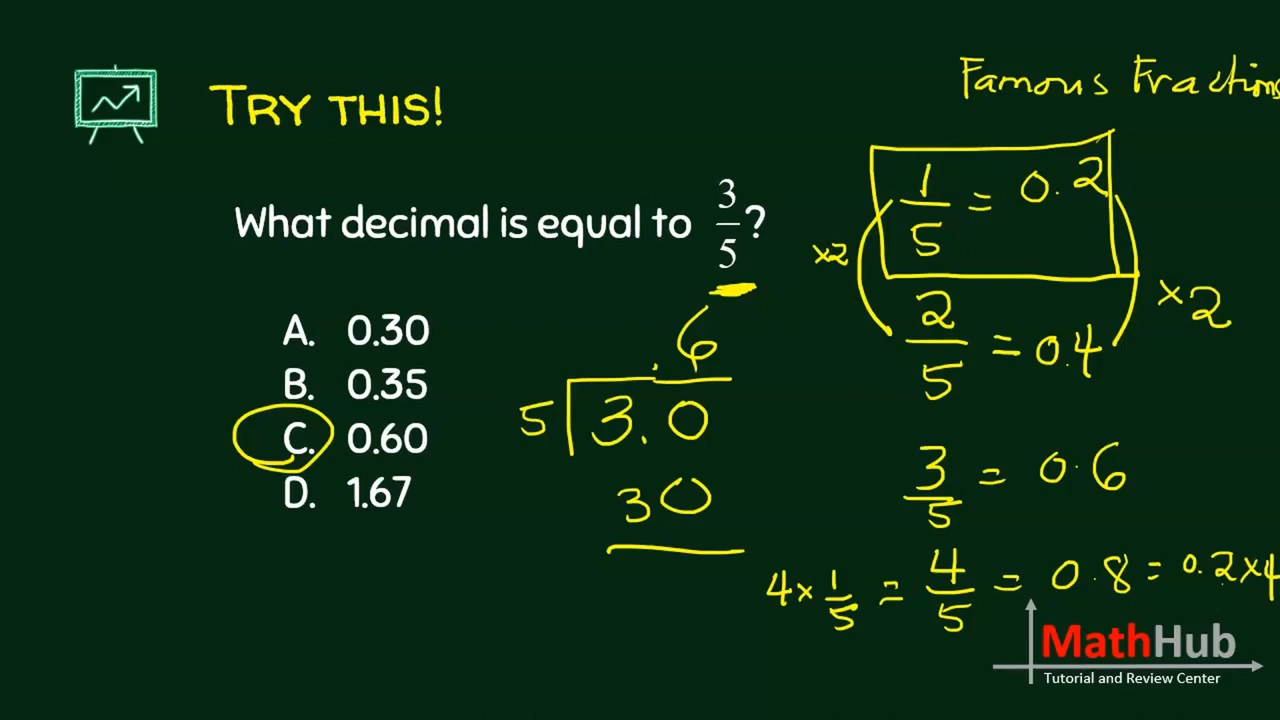 TRY THIS!
What decimal is equal to 3/5?
A. 0.30
B. 0.35
C. 0.60
D. 1.67
.6
5 3.0
30
Famous Fractions
1/5 = 0.2
×2
×2
2/5 = 0.4
3/5 = 0.6
4 × 1/5 = 4/5 = 0.8 = 0.2 × 4
MathHub
Tutorial and Review Center